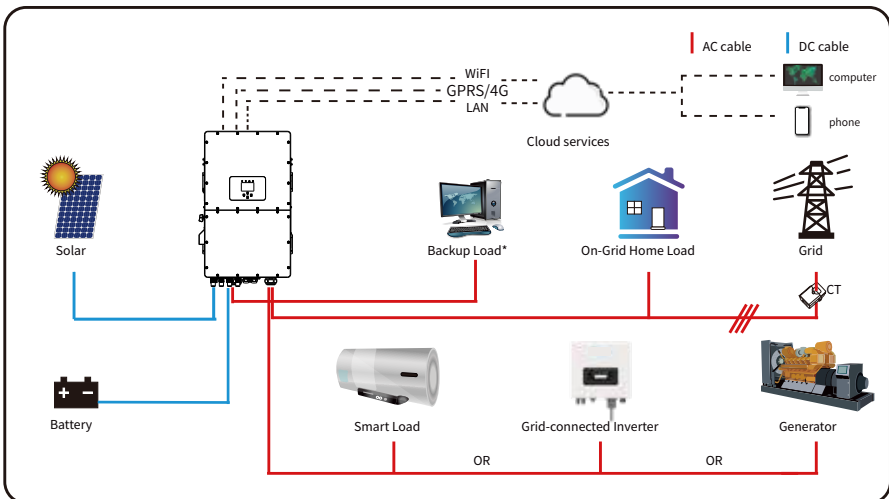 AC cable
DC cable
WiFI
GPRS/4G
LAN
computer
phone
Cloud services
Solar
Backup Load*
On-Grid Home Load
Grid
CT
Battery
Smart Load
Grid-connected Inverter
Generator
OR
OR